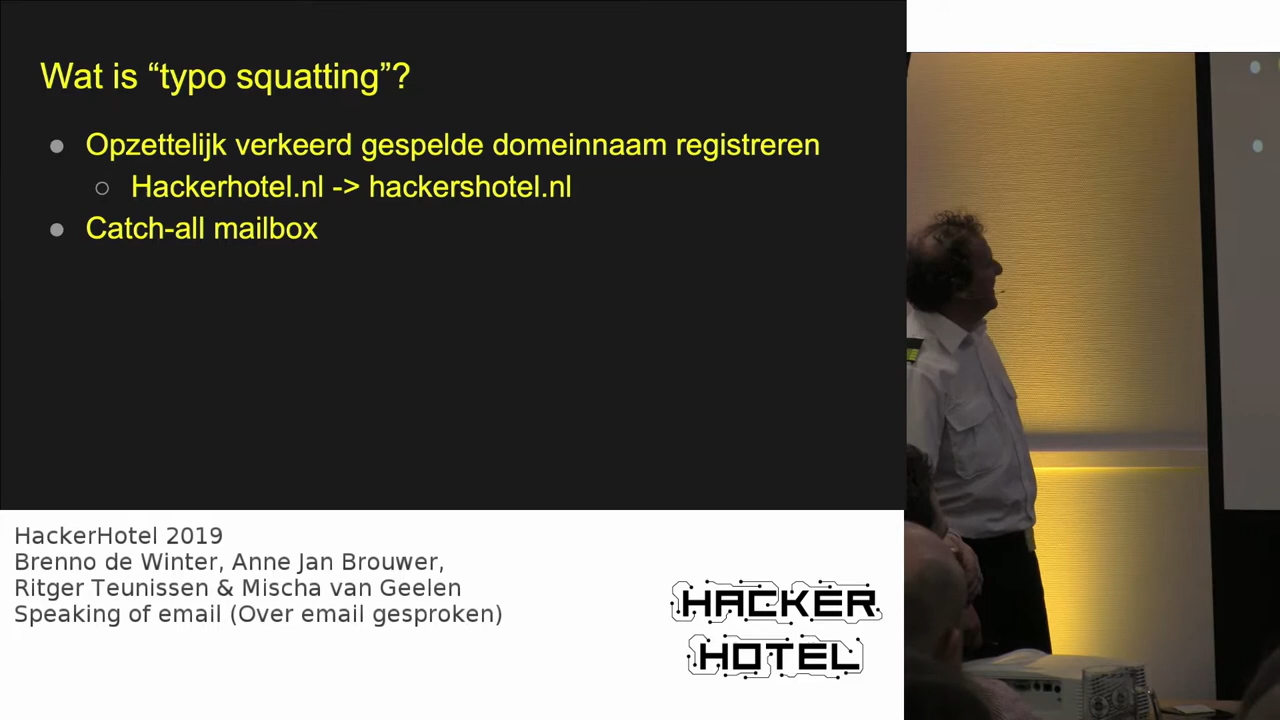 Wat is “typo squatting”?
● Opzettelijk verkeerd gespelde domeinnaam registreren
○ Hackerhotel.nl -> hackershotel.nl
● Catch-all mailbox
HackerHotel 2019
Brenno de Winter, Anne Jan Brouwer,
Ritger Teunissen & Mischa van Geelen
Speaking of email (Over email gesproken)
HACKER
HOTEL